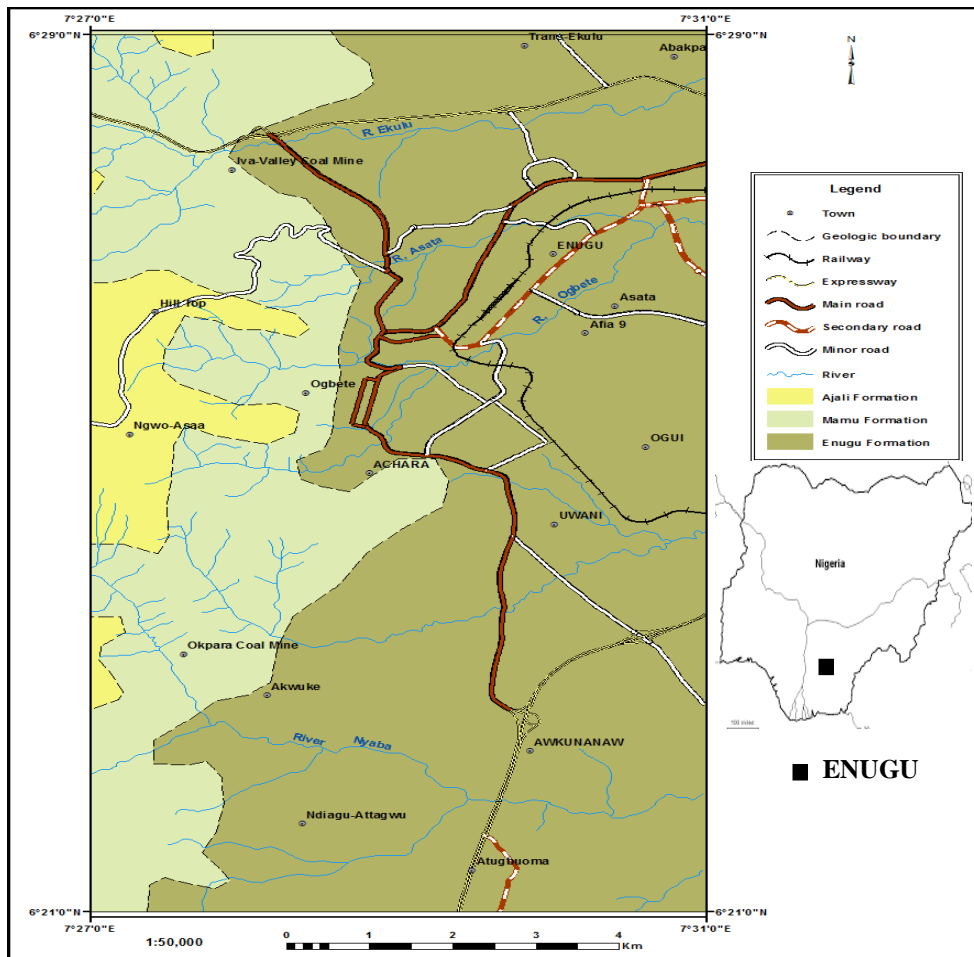 7°27'0"E
7°31'0"E
6°29'0"N
6°29'0"N
N
Trans-Ekulu
Abakpa
R. Ekulu
Iva-Valley Coal Mine
R. Asata
ENUGU
R. Ogbete
Asata
Afia 9
Hill Top
Ogbete
Ngwo-Asaa
OGUI
ACHARA
UWANI
Okpara Coal Mine
Akwuke
River Nyaba
AWKUNANAW
Ndiagu-Attagwu
Atugbuoma
Legend
Town
Geologic boundary
Railway
Expressway
Main road
Secondary road
Minor road
River
Ajali Formation
Mamu Formation
Enugu Formation
Nigeria
100 miles
ENUGU
6°21'0"N
6°21'0"N
7°27'0"E
7°31'0"E
1:50,000
0 1 2 3 4
Km